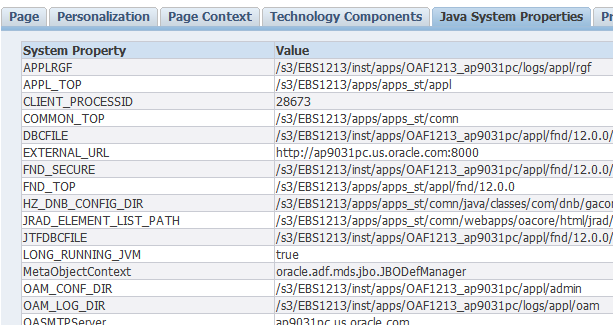 Page Personalization Page Context Technology Components Java System Properties
System Property Value
APPLRGF /s3/EBS1213/inst/apps/OAF1213_ap9031pc/logs/appl/rgf
APPL_TOP /s3/EBS1213/apps/apps_st/appl
CLIENT_PROCESSID 28673
COMMON_TOP /s3/EBS1213/apps/apps_st/comn
DBCFILE /s3/EBS1213/inst/apps/OAF1213_ap9031pc/appl/fnd/12.0.0/
EXTERNAL_URL http://ap9031pc.us.oracle.com:8000
FND_SECURE /s3/EBS1213/inst/apps/OAF1213_ap9031pc/appl/fnd/12.0.0/
FND_TOP /s3/EBS1213/apps/apps_st/appl/fnd/12.0.0
HZ_DNB_CONFIG_DIR /s3/EBS1213/apps/apps_st/comn/java/classes/com/dnb/gacon
JRAD_ELEMENT_LIST_PATH /s3/EBS1213/apps/apps_st/comn/webapps/oacore/html/jrad/
JTFDBCFILE /s3/EBS1213/inst/apps/OAF1213_ap9031pc/appl/fnd/12.0.0/
LONG_RUNNING_JVM true
MetaObjectContext oracle.adf.mds.jbo.JBODefManager
OAM_CONF_DIR /s3/EBS1213/inst/apps/OAF1213_ap9031pc/appl/admin
OAM_LOG_DIR /s3/EBS1213/inst/apps/OAF1213_ap9031pc/logs/appl/oam
OASMTPServer ap9031pc.us.oracle.com